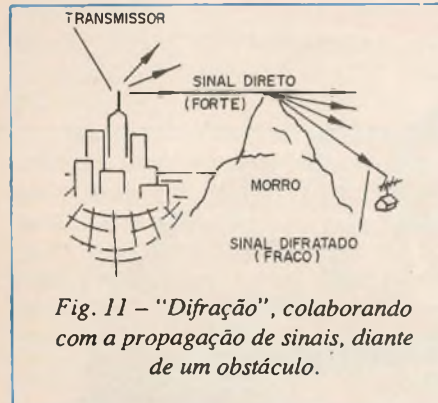 TRANSMISSOR
SINAL DIRETO
(FORTE)
MORRO
SINAL DIFRATADO
(FRACO)
Fig. 11 – "Difração", colaborando
com a propagação de sinais, diante
de um obstáculo.